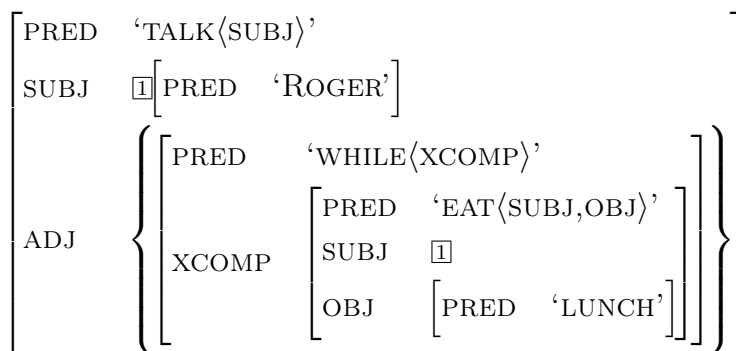 PRED ‘TALK⟨SUBJ⟩’
SUBJ 1[PRED ‘ROGER’]
ADJ {[PRED ‘WHILE⟨XCOMP⟩’
XCOMP [PRED ‘EAT⟨SUBJ,OBJ⟩’
SUBJ 1
OBJ [PRED ‘LUNCH’]]]}